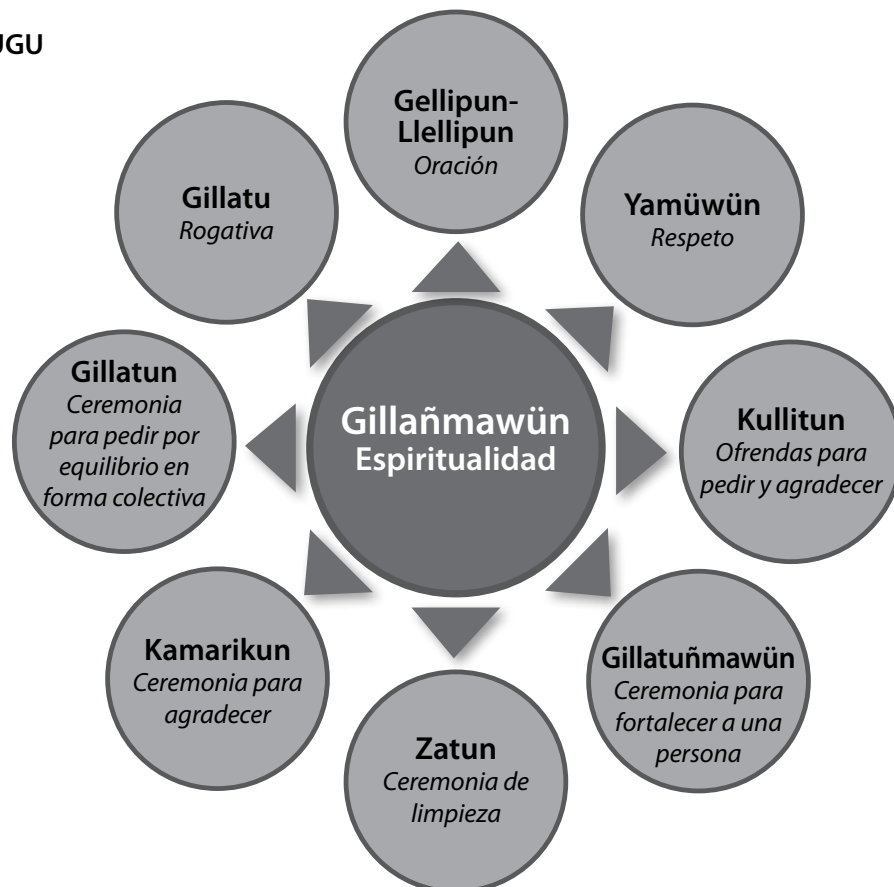 UGU
Gellipun-
Llellipun
Oración
Gillatu
Rogativa
Yamüwün
Respeto
Gillatun
Ceremonia
para pedir por
equilibrio en
forma colectiva
Gillañmawün
Espiritualidad
Kullitun
Ofrendas para
pedir y agradecer
Kamarikun
Ceremonia para
agradecer
Gillatuñmawün
Ceremonia para
fortalecer a una
persona
Zatun
Ceremonia de
limpieza